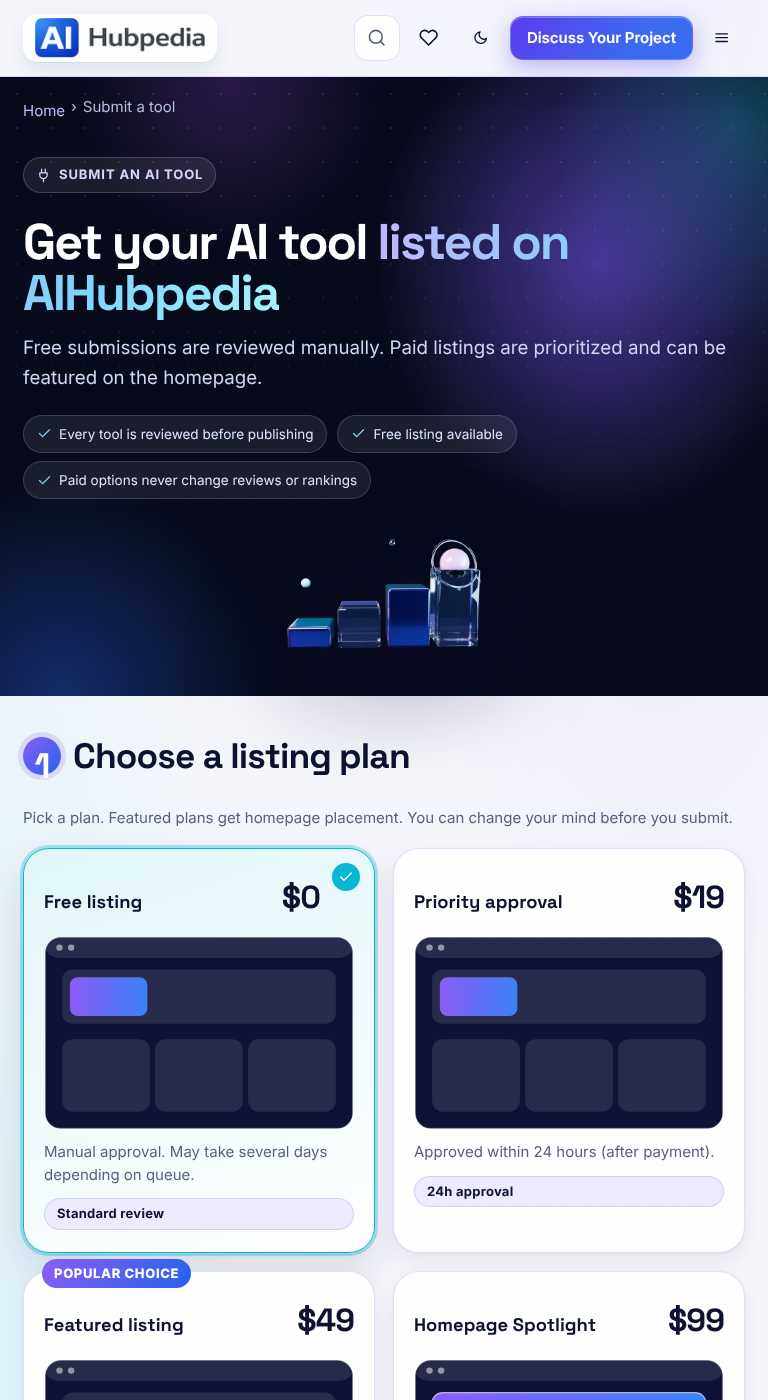 AI Hubpedia
Discuss Your Project
Home › Submit a tool
SUBMIT AN AI TOOL
Get your AI tool listed on
AIHubpedia
Free submissions are reviewed manually. Paid listings are prioritized and can be
featured on the homepage.
Every tool is reviewed before publishing
Free listing available
Paid options never change reviews or rankings
1 Choose a listing plan
Pick a plan. Featured plans get homepage placement. You can change your mind before you submit.
Free listing $0
Manual approval. May take several days
depending on queue.
Standard review
Priority approval $19
Approved within 24 hours (after payment).
24h approval
POPULAR CHOICE
Featured listing $49
Homepage Spotlight $99